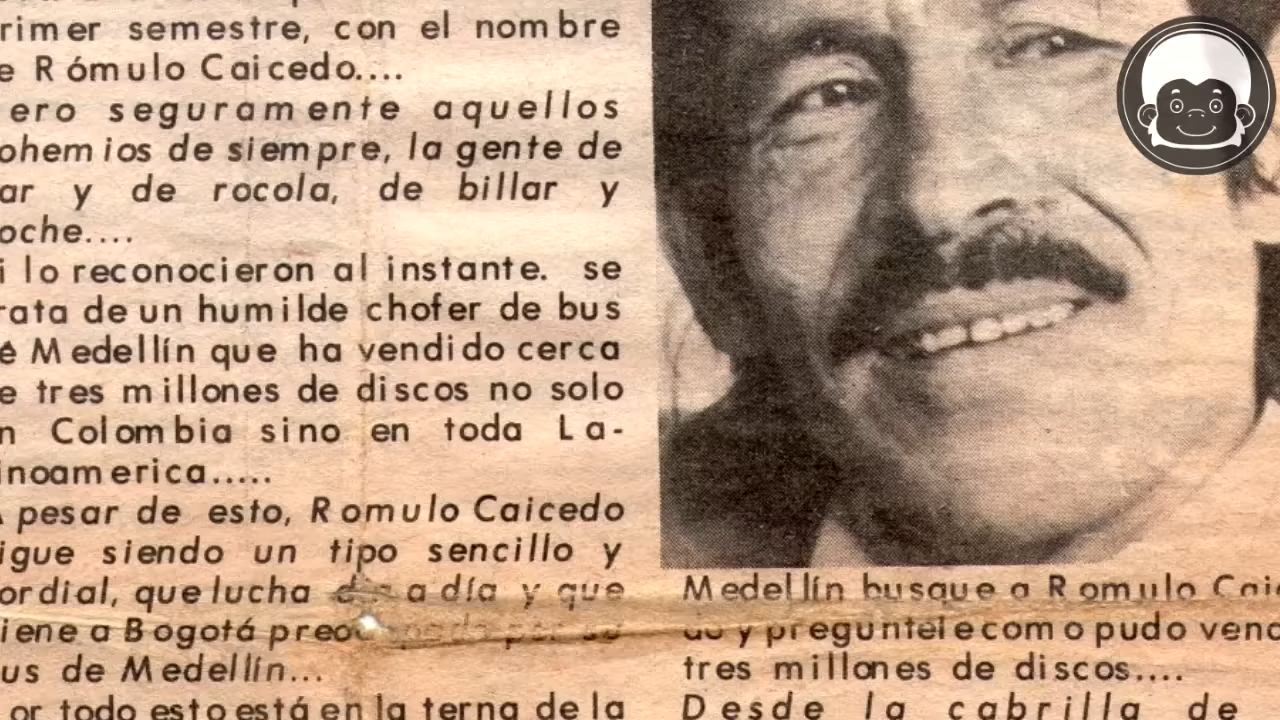 rimer semestre, con el nombre
e Rómulo Caicedo....
ero seguramente aquellos
ohemios de siempre, la gente de
ar y de rocola, de billar y
oche....
i lo reconocieron al instante. se
rata de un humilde chofer de bus
é Medellín que ha vendido cerca
e tres millones de discos no solo
n Colombia sino en toda La-
inoamerica.....
pesar de esto, Romulo Caicedo
igue siendo un tipo sencillo y
ordial, que lucha a día y que
iene a Bogotá por su
us de Medellín...
or todo esto está en la terna de la
Medellín busque a Romulo Caic
do y preguntele como pudo vend
tres millones de discos....
Desde la cabrilla de